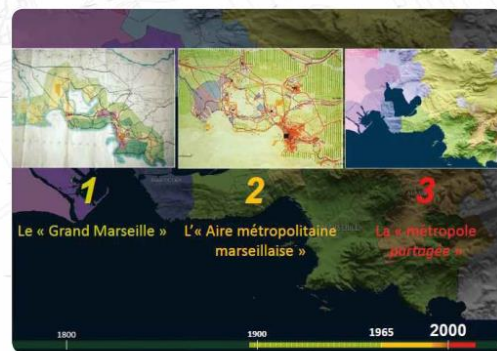 1
2
3
Le « Grand Marseille »
L'« Aire métropolitaine
marseillaise »
La « métropole
partagée »
1800
1900
1965
2000